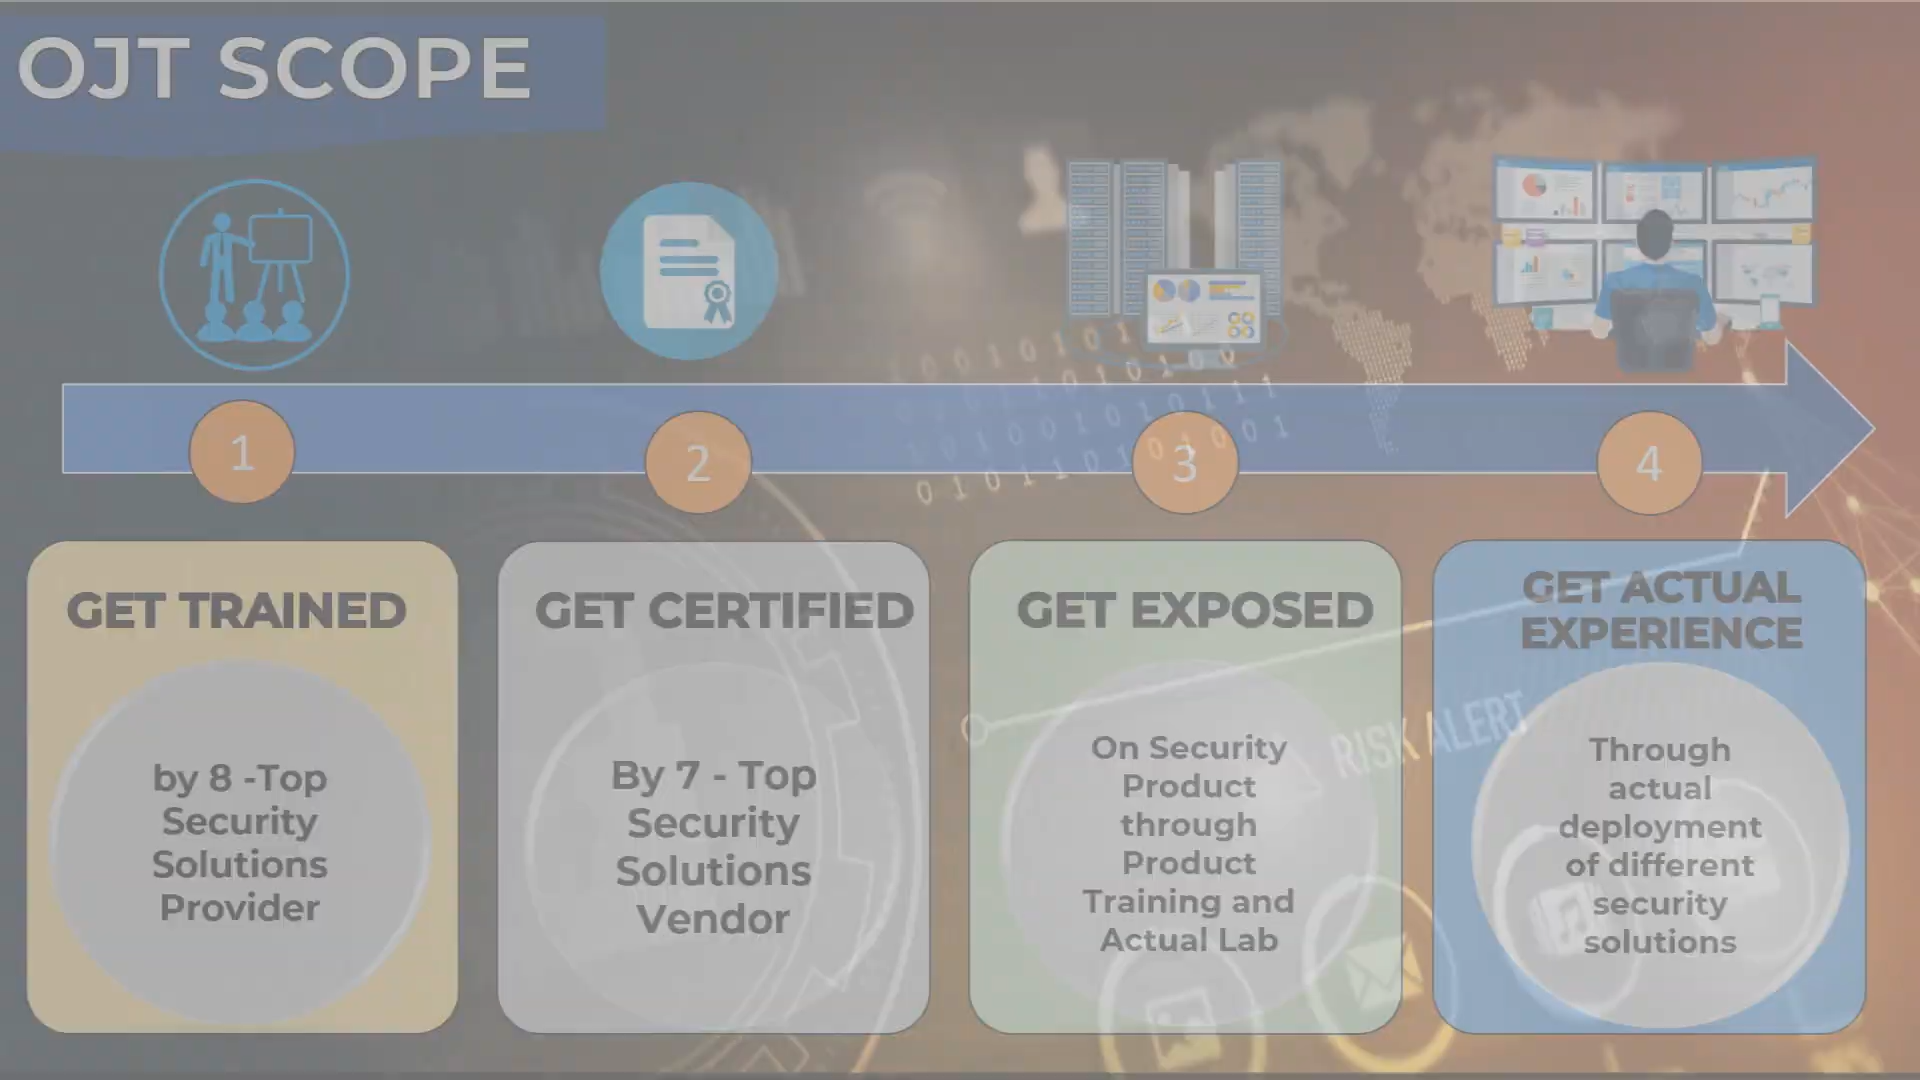 OJT SCOPE
1
2
3
4
GET TRAINED
by 8 -Top
Security
Solutions
Provider
GET CERTIFIED
By 7 - Top
Security
Solutions
Vendor
GET EXPOSED
On Security
Product
through
Product
Training and
Actual Lab
GET ACTUAL
EXPERIENCE
Through
actual
deployment
of different
security
solutions
RISK ALERT